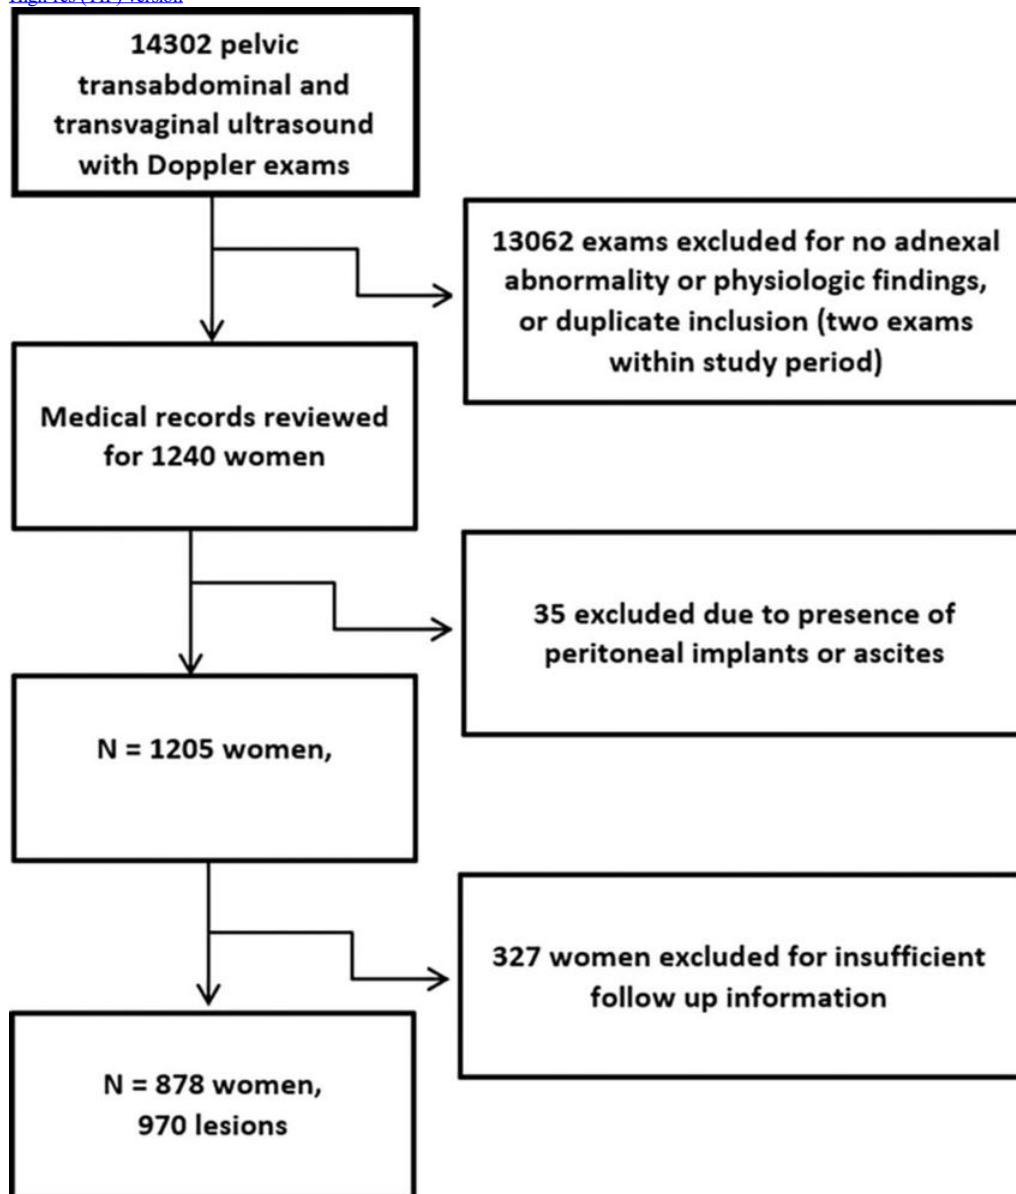 14302 pelvic
transabdominal and
transvaginal ultrasound
with Doppler exams
13062 exams excluded for no adnexal
abnormality or physiologic findings,
or duplicate inclusion (two exams
within study period)
Medical records reviewed
for 1240 women
35 excluded due to presence of
peritoneal implants or ascites
N = 1205 women,
327 women excluded for insufficient
follow up information
N = 878 women,
970 lesions